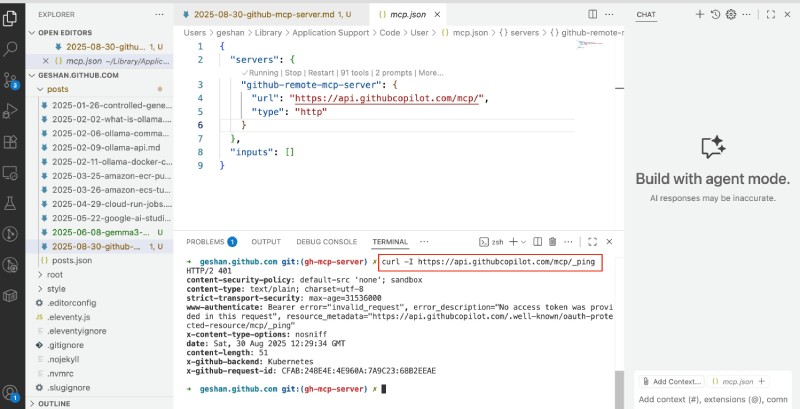 EXPLORER
OPEN EDITORS
2025-08-30-githu... 1, U
mcp.json ~/Library/Applic...
GESHAN.GITHUB.COM
posts
2025-01-26-controlled-gene...
2025-02-02-what-is-ollama....
2025-02-06-ollama-comma...
2025-02-09-ollama-api.md
2025-02-11-ollama-docker-c...
2025-03-25-amazon-ecr-pu...
2025-03-26-amazon-ecs-tu...
2025-04-29-cloud-run-jobs....
2025-05-22-google-ai-studi...
2025-06-08-gemma3-... U
2025-08-30-github-... 1, U
posts.json
root
style
.editorconfig
.eleventy.js
.eleventyignore
.gitignore
.nojekyll
.nvmrc
.slugignore
OUTLINE
2025-08-30-github-mcp-server.md 1, U
mcp.json
Users > geshan > Library > Application Support > Code > User > mcp.json > {} servers > {} github-remote-m
1 {
2 "servers": {
✓Running | Stop | Restart | 91 tools | 2 prompts | More...
3 "github-remote-mcp-server": {
4 "url": "https://api.githubcopilot.com/mcp/",
5 "type": "http"
6 }
7 },
8 "inputs": []
9 }
PROBLEMS 1 OUTPUT DEBUG CONSOLE TERMINAL ... zsh
→ geshan.github.com git:(gh-mcp-server) ✗ curl -I https://api.githubcopilot.com/mcp/_ping
HTTP/2 401
content-security-policy: default-src 'none'; sandbox
content-type: text/plain; charset=utf-8
strict-transport-security: max-age=31536000
www-authenticate: Bearer error="invalid_request", error_description="No access token was provi
ded in this request", resource_metadata="https://api.githubcopilot.com/.well-known/oauth-prote
cted-resource/mcp/_ping"
x-content-type-options: nosniff
date: Sat, 30 Aug 2025 12:29:34 GMT
content-length: 51
x-github-backend: Kubernetes
x-github-request-id: CFAB:24BE4E:4E960A:7A9C23:68B2EEAE
→ geshan.github.com git:(gh-mcp-server) ✗
CHAT
Build with agent mode.
AI responses may be inaccurate.
Add Context... {} mcp.json +
Add context (#), extensions (@), comn